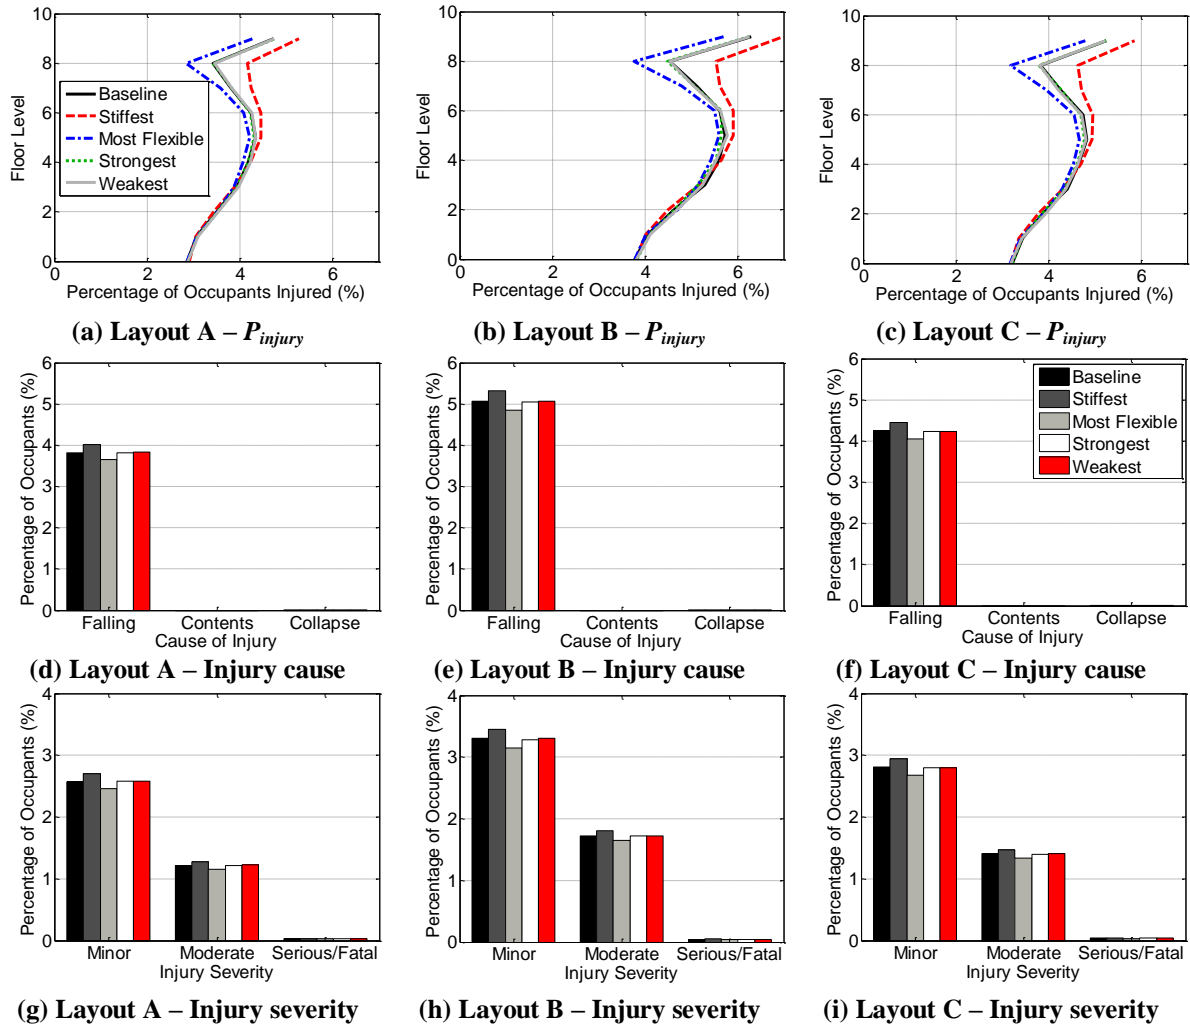 10
8
6
4
2
0
Floor Level
Baseline
Stiffest
Most Flexible
Strongest
Weakest
0 2 4 6
Percentage of Occupants Injured (%)
(a) Layout A – Pinjury
10
8
6
4
2
0
Floor Level
0 2 4 6
Percentage of Occupants Injured (%)
(b) Layout B – Pinjury
10
8
6
4
2
0
Floor Level
0 2 4 6
Percentage of Occupants Injured (%)
(c) Layout C – Pinjury
6
5
4
3
2
1
0
Percentage of Occupants (%)
Falling Contents Collapse
Cause of Injury
(d) Layout A – Injury cause
6
5
4
3
2
1
0
Percentage of Occupants (%)
Falling Contents Collapse
Cause of Injury
(e) Layout B – Injury cause
6
5
4
3
2
1
0
Percentage of Occupants (%)
Baseline
Stiffest
Most Flexible
Strongest
Weakest
Falling Contents Collapse
Cause of Injury
(f) Layout C – Injury cause
4
3
2
1
0
Percentage of Occupants (%)
Minor Moderate Serious/Fatal
Injury Severity
(g) Layout A – Injury severity
4
3
2
1
0
Percentage of Occupants (%)
Minor Moderate Serious/Fatal
Injury Severity
(h) Layout B – Injury severity
4
3
2
1
0
Percentage of Occupants (%)
Minor Moderate Serious/Fatal
Injury Severity
(i) Layout C – Injury severity